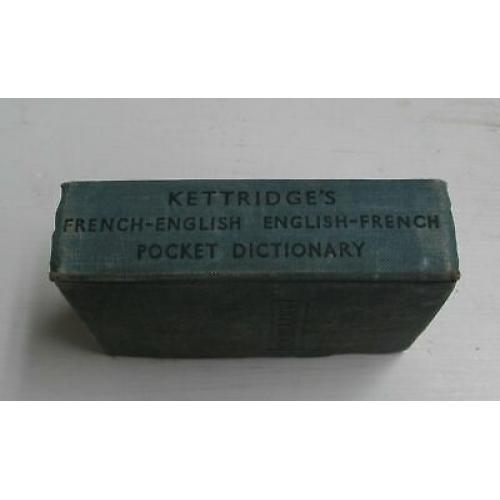 KETTRIDGE'S
FRENCH-ENGLISH ENGLISH-FRENCH
POCKET DICTIONARY